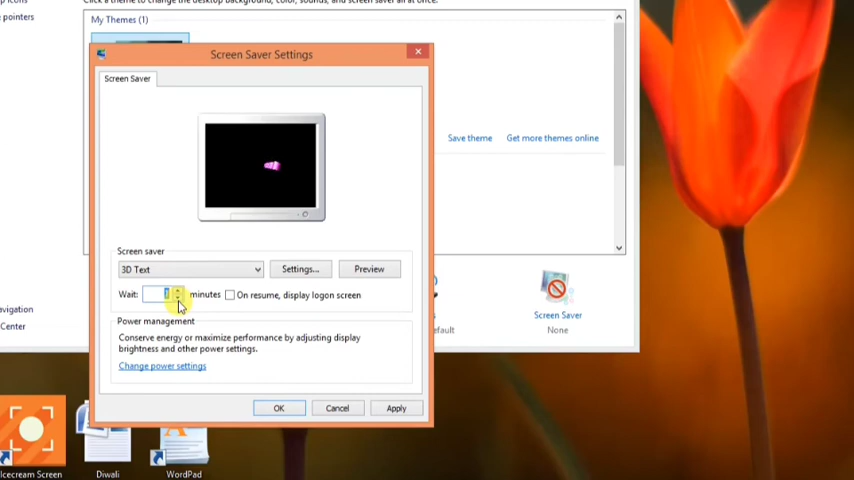 Click a theme to change the desktop background, color, sounds, and screen saver all at once.
pointers
My Themes (1)
Screen Saver Settings
Screen Saver
Save theme
Get more themes online
Screen saver
3D Text
Settings...
Preview
Wait:
minutes
On resume, display logon screen
Power management
Conserve energy or maximize performance by adjusting display
brightness and other power settings.
Change power settings
OK
Cancel
Apply
Screen Saver
None
Center
Icecream Screen
Diwali
WordPad